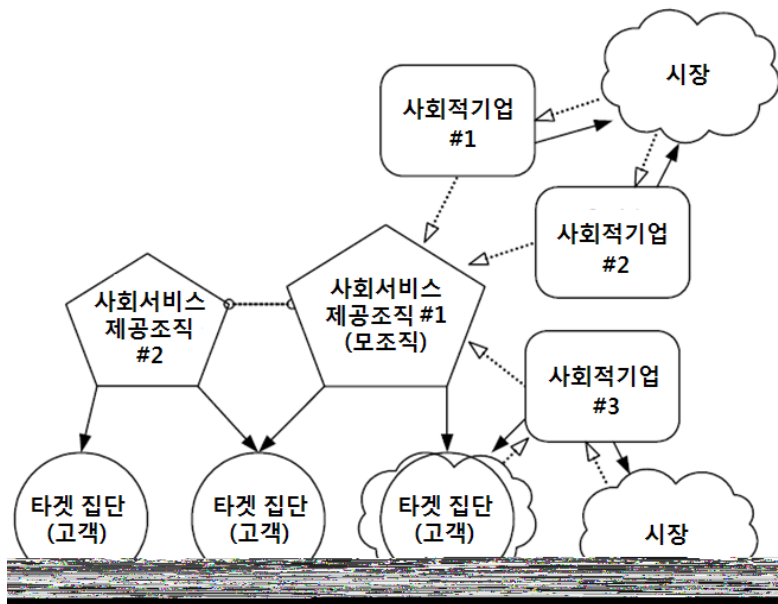 시장
사회적기업
#1
사회적기업
#2
사회서비스
제공조직 #1
(모조직)
사회서비스
제공조직
#2
사회적기업
#3
타겟 집단
(고객)
타겟 집단
(고객)
타겟 집단
(고객)
시장